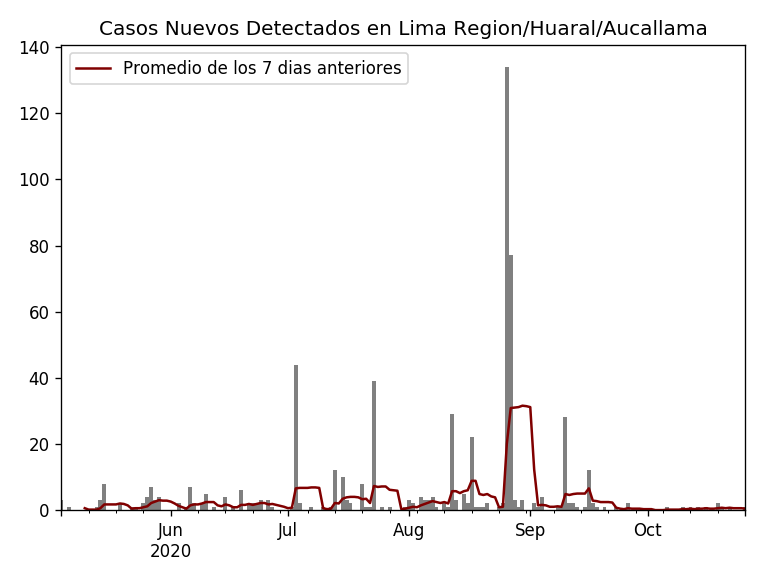 Casos Nuevos Detectados en Lima Region/Huaral/Aucallama
Promedio de los 7 dias anteriores
140
120
100
80
60
40
20
0
Jun
2020
Jul
Aug
Sep
Oct